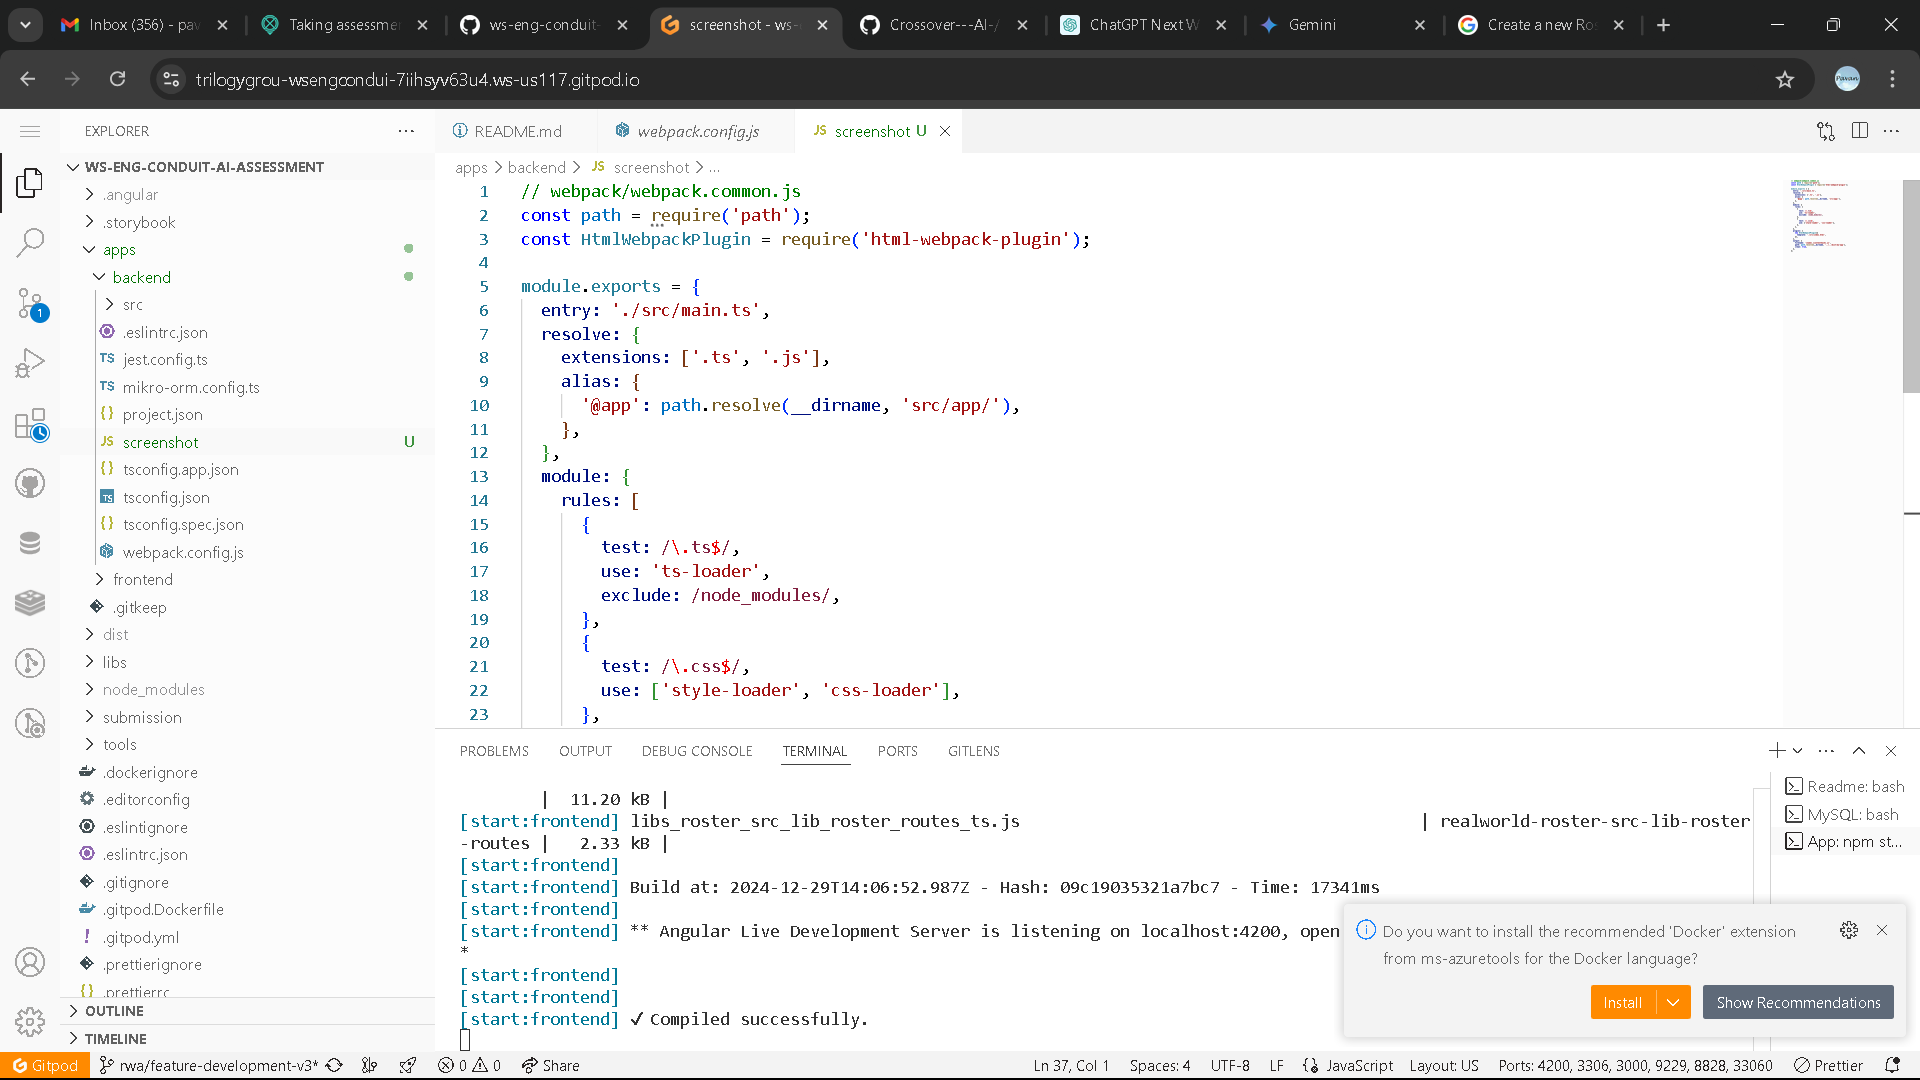 Inbox (356) - pav
Taking assessmen
ws-eng-conduit-
screenshot - ws-e
Crossover---AI-A
ChatGPT Next W
Gemini
Create a new Ros
trilogygrou-wsengcondui-7iihsyv63u4.ws-us117.gitpod.io
EXPLORER
WS-ENG-CONDUIT-AI-ASSESSMENT
.angular
.storybook
apps
backend
src
.eslintrc.json
TS jest.config.ts
TS mikro-orm.config.ts
{} project.json
JS screenshot U
{} tsconfig.app.json
TS tsconfig.json
{} tsconfig.spec.json
webpack.config.js
frontend
.gitkeep
dist
libs
node_modules
submission
tools
.dockerignore
.editorconfig
.eslintignore
.eslintrc.json
.gitignore
.gitpod.Dockerfile
! .gitpod.yml
.prettierignore
{} .prettierrc
OUTLINE
TIMELINE
1
README.md
webpack.config.js
JS screenshot U
apps > backend > JS screenshot > ...
1 // webpack/webpack.common.js
2 const path = require('path');
3 const HtmlWebpackPlugin = require('html-webpack-plugin');
4
5 module.exports = {
6 entry: './src/main.ts',
7 resolve: {
8 extensions: ['.ts', '.js'],
9 alias: {
10 '@app': path.resolve(__dirname, 'src/app/'),
11 },
12 },
13 module: {
14 rules: [
15 {
16 test: /\.ts$/,
17 use: 'ts-loader',
18 exclude: /node_modules/,
19 },
20 {
21 test: /\.css$/,
22 use: ['style-loader', 'css-loader'],
23 },
PROBLEMS OUTPUT DEBUG CONSOLE TERMINAL PORTS GITLENS
| 11.20 kB |
[start:frontend] libs_roster_src_lib_roster_routes_ts.js | realworld-roster-src-lib-roster
-routes | 2.33 kB |
[start:frontend]
[start:frontend] Build at: 2024-12-29T14:06:52.987Z - Hash: 09c19035321a7bc7 - Time: 17341ms
[start:frontend]
[start:frontend] ** Angular Live Development Server is listening on localhost:4200, open
*
[start:frontend]
[start:frontend]
[start:frontend] ✓ Compiled successfully.
Readme: bash
MySQL: bash
App: npm st...
Do you want to install the recommended 'Docker' extension
from ms-azuretools for the Docker language?
Install
Show Recommendations
Gitpod rwa/feature-development-v3* 0 0 Share
Ln 37, Col 1 Spaces: 4 UTF-8 LF {} JavaScript Layout: US Ports: 4200, 3306, 3000, 9229, 8828, 33060 Prettier